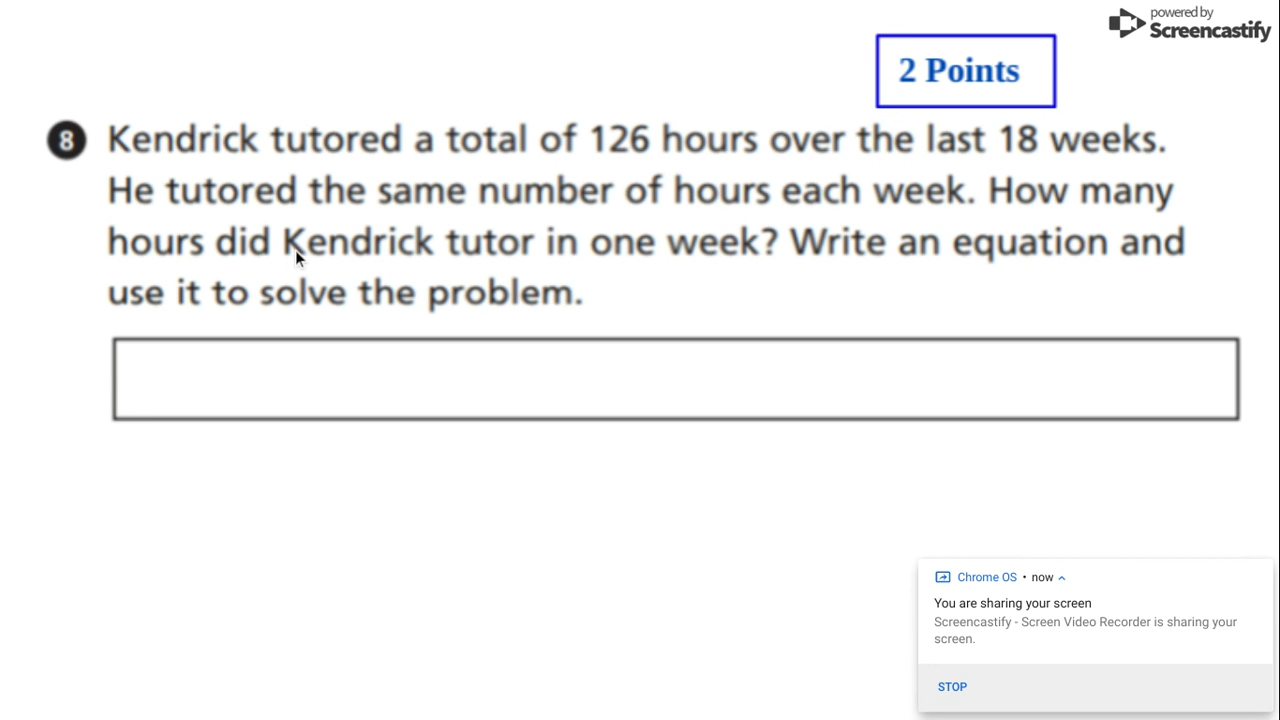 powered by
Screencastify
2 Points
8 Kendrick tutored a total of 126 hours over the last 18 weeks.
He tutored the same number of hours each week. How many
hours did Kendrick tutor in one week? Write an equation and
use it to solve the problem.
Chrome OS • now
You are sharing your screen
Screencastify - Screen Video Recorder is sharing your
screen.
STOP